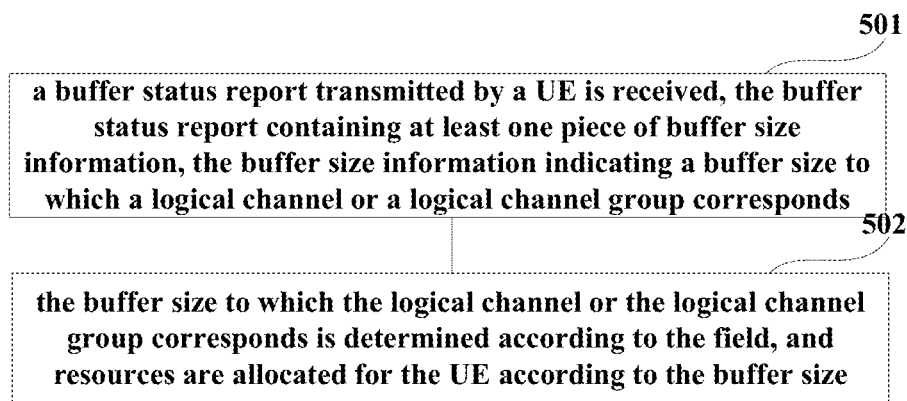 501
a buffer status report transmitted by a UE is received, the buffer
status report containing at least one piece of buffer size
information, the buffer size information indicating a buffer size to
which a logical channel or a logical channel group corresponds
502
the buffer size to which the logical channel or the logical channel
group corresponds is determined according to the field, and
resources are allocated for the UE according to the buffer size